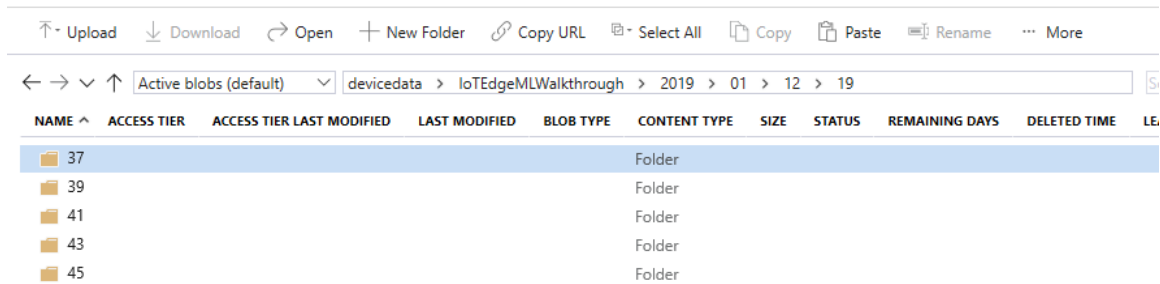 Upload Download Open New Folder Copy URL Select All Copy Paste Rename ··· More
Active blobs (default) devicedata > IoTEdgeMLWalkthrough > 2019 > 01 > 12 > 19
NAME ACCESS TIER ACCESS TIER LAST MODIFIED LAST MODIFIED BLOB TYPE CONTENT TYPE SIZE STATUS REMAINING DAYS DELETED TIME
37 Folder
39 Folder
41 Folder
43 Folder
45 Folder